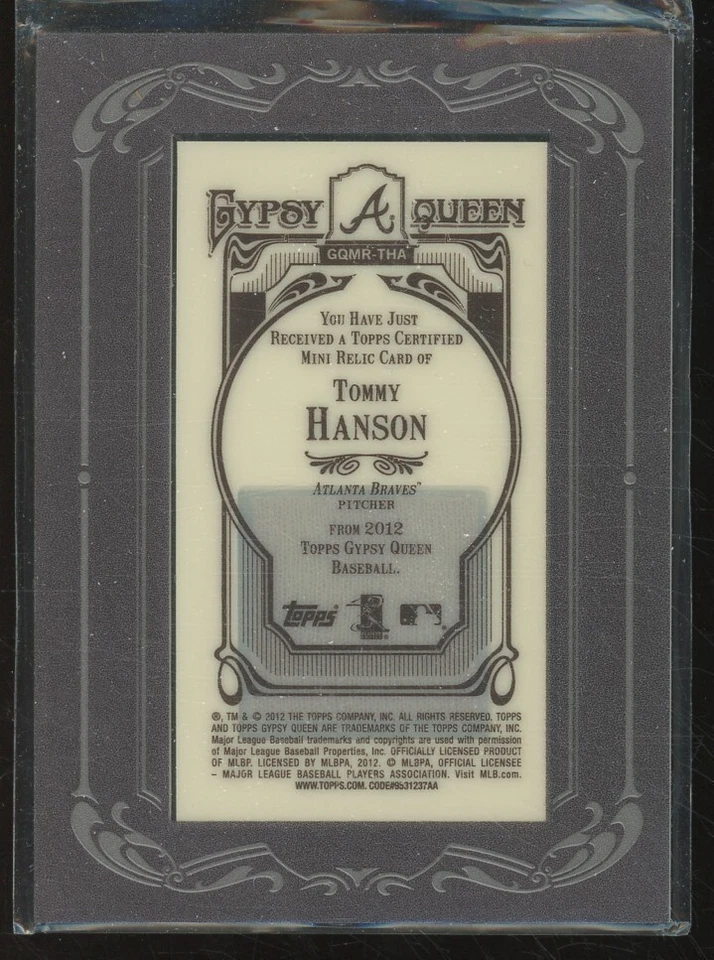 GYPSY A QUEEN
GQMR-THA
YOU HAVE JUST
RECEIVED A TOPPS CERTIFIED
MINI RELIC CARD OF
TOMMY
HANSON
ATLANTA BRAVES™
PITCHER
FROM 2012
TOPPS GYPSY QUEEN
BASEBALL.
topps®
®, TM & © 2012 THE TOPPS COMPANY, INC. ALL RIGHTS RESERVED. TOPPS
AND TOPPS GYPSY QUEEN ARE TRADEMARKS OF THE TOPPS COMPANY, INC.
Major League Baseball trademarks and copyrights are used with permission
of Major League Baseball Properties, Inc. OFFICIALLY LICENSED PRODUCT
OF MLBP. LICENSED BY MLBPA, 2012. © MLBPA, OFFICIAL LICENSEE
– MAJOR LEAGUE BASEBALL PLAYERS ASSOCIATION. Visit MLB.com.
WWW.TOPPS.COM. CODE#9531237AA